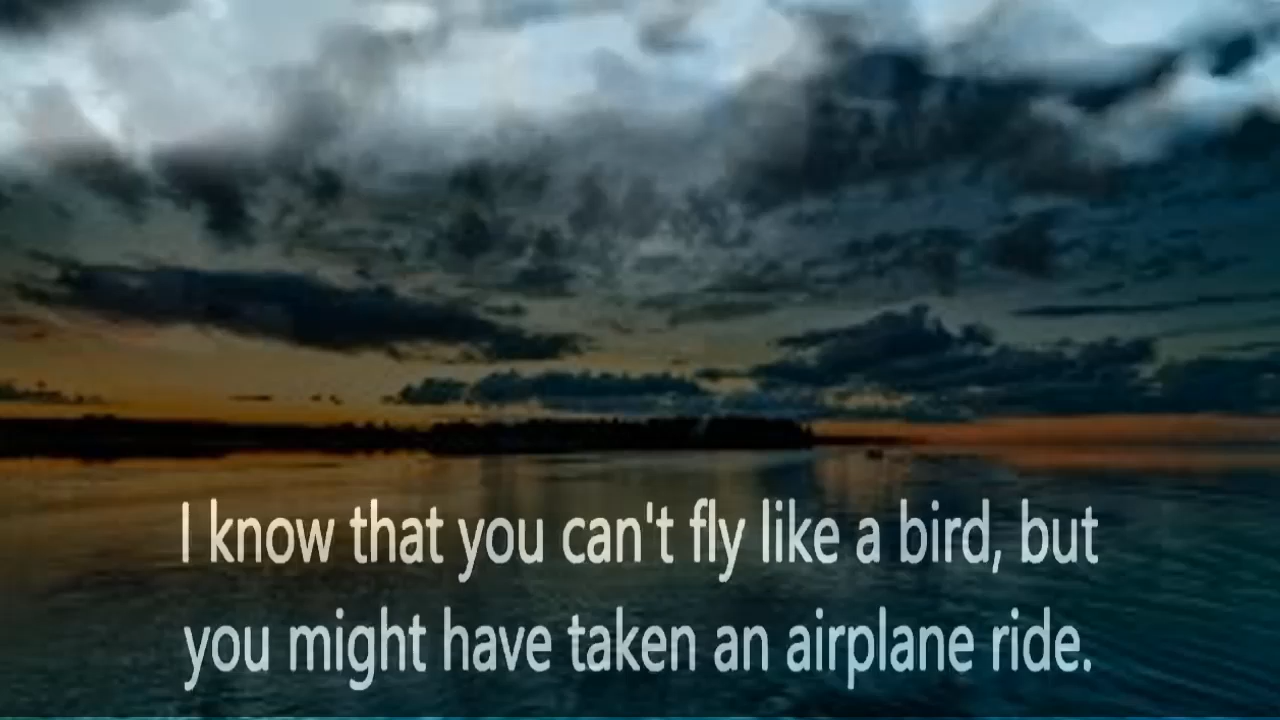 I know that you can't fly like a bird, but
you might have taken an airplane ride.